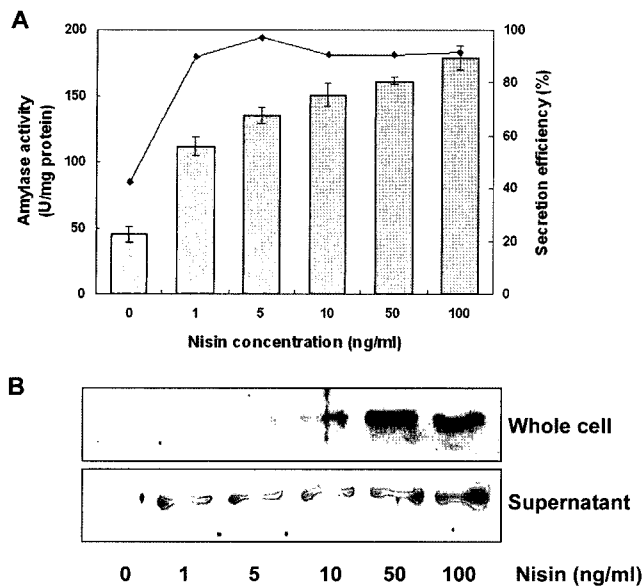 A
200
150
100
50
0
Amylase activity
(U/mg protein)
100
80
60
40
20
0
Secretion efficiency (%)
0 1 5 10 50 100
Nisin concentration (ng/ml)
B
Whole cell
Supernatant
0 1 5 10 50 100 Nisin (ng/ml)